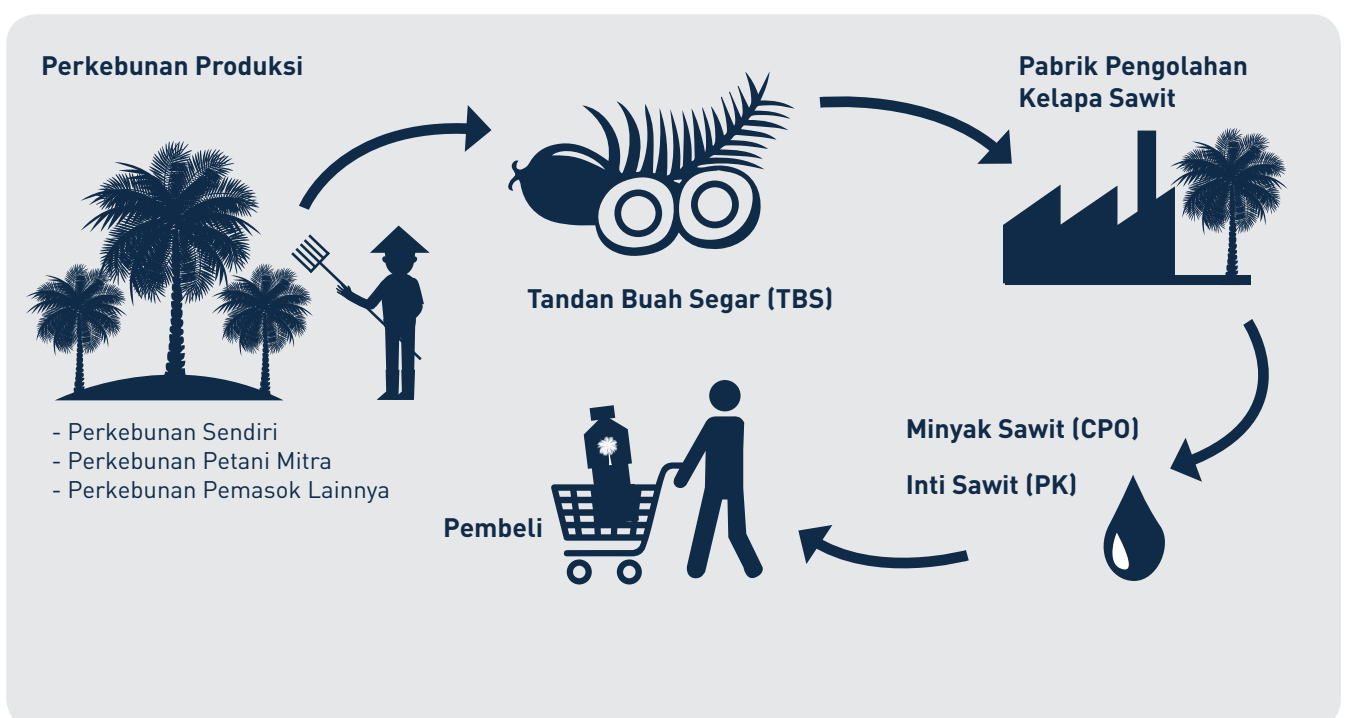 Perkebunan Produksi
- Perkebunan Sendiri
- Perkebunan Petani Mitra
- Perkebunan Pemasok Lainnya
Tandan Buah Segar (TBS)
Pabrik Pengolahan
Kelapa Sawit
Minyak Sawit (CPO)
Inti Sawit (PK)
Pembeli